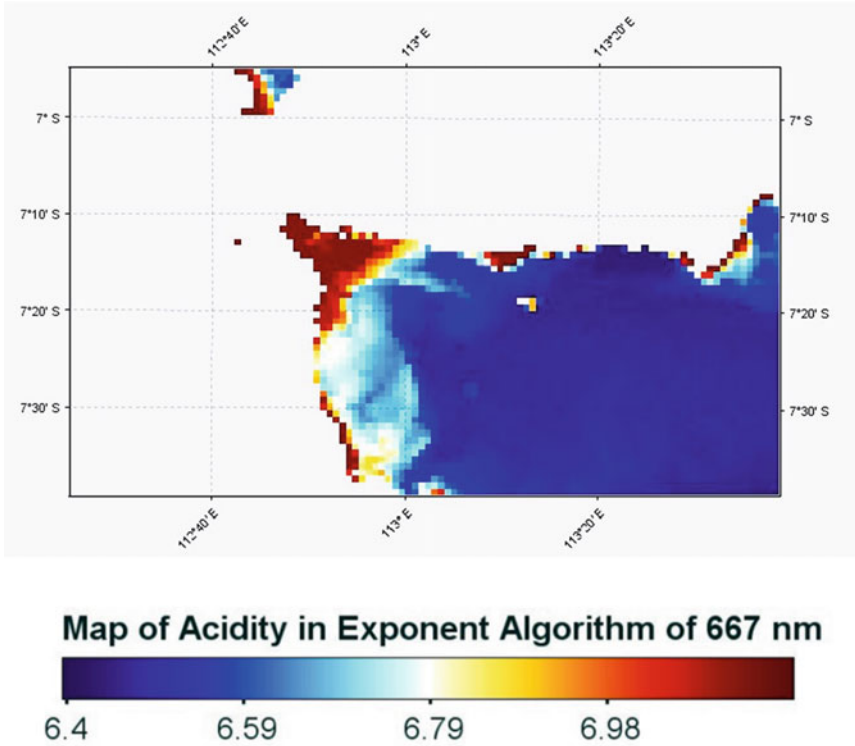 112°40' E 113° E 113°20' E
7° S 7° S
7°10' S 7°10' S
7°20' S 7°20' S
7°30' S 7°30' S
112°40' E 113° E 113°20' E
Map of Acidity in Exponent Algorithm of 667 nm
6.4 6.59 6.79 6.98